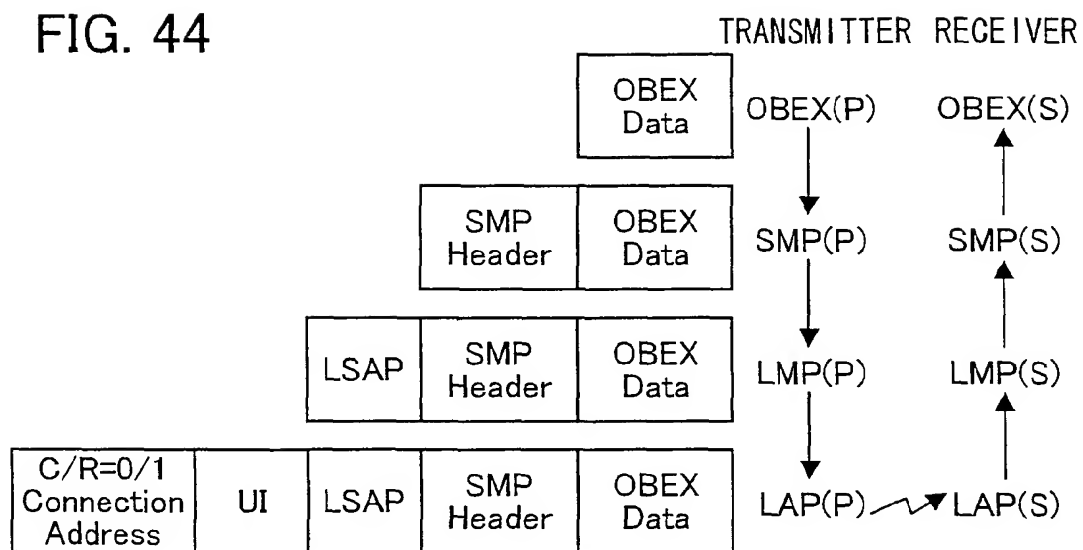 FIG. 44
TRANSMITTER RECEIVER
OBEX
Data
OBEX(P)
OBEX(S)
SMP
Header
OBEX
Data
SMP(P)
SMP(S)
LSAP
SMP
Header
OBEX
Data
LMP(P)
LMP(S)
C/R=0/1
Connection
Address
UI
LSAP
SMP
Header
OBEX
Data
LAP(P)
LAP(S)